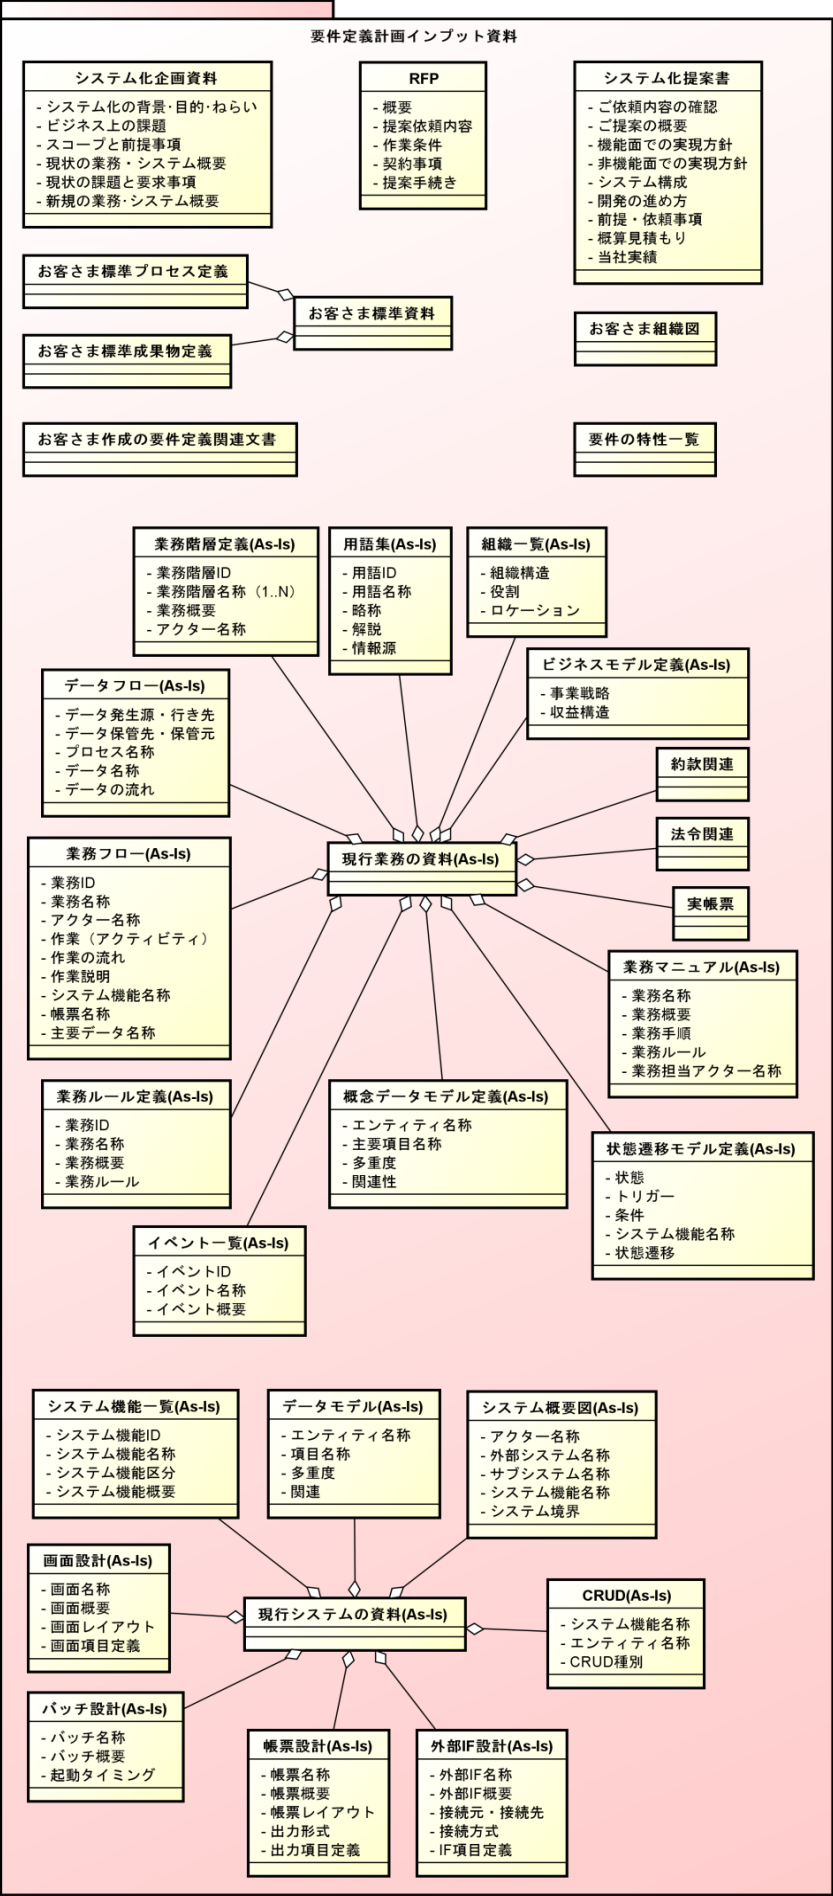 要件定義計画インプット資料
システム化企画資料
- システム化の背景･目的･ねらい
- ビジネス上の課題
- スコープと前提事項
- 現状の業務・システム概要
- 現状の課題と要求事項
- 新規の業務･システム概要
RFP
- 概要
- 提案依頼内容
- 作業条件
- 契約事項
- 提案手続き
システム化提案書
- ご依頼内容の確認
- ご提案の概要
- 機能面での実現方針
- 非機能面での実現方針
- システム構成
- 開発の進め方
- 前提・依頼事項
- 概算見積もり
- 当社実績
お客さま標準プロセス定義
お客さま標準資料
お客さま標準成果物定義
お客さま組織図
お客さま作成の要件定義関連文書
要件の特性一覧
業務階層定義(As-Is)
- 業務階層ID
- 業務階層名称（1..N）
- 業務概要
- アクター名称
用語集(As-Is)
- 用語ID
- 用語名称
- 略称
- 解説
- 情報源
組織一覧(As-Is)
- 組織構造
- 役割
- ロケーション
ビジネスモデル定義(As-Is)
- 事業戦略
- 収益構造
データフロー(As-Is)
- データ発生源・行き先
- データ保管先・保管元
- プロセス名称
- データ名称
- データの流れ
約款関連
法令関連
実帳票
現行業務の資料(As-Is)
業務フロー(As-Is)
- 業務ID
- 業務名称
- アクター名称
- 作業（アクティビティ）
- 作業の流れ
- 作業説明
- システム機能名称
- 帳票名称
- 主要データ名称
業務マニュアル(As-Is)
- 業務名称
- 業務概要
- 業務手順
- 業務ルール
- 業務担当アクター名称
業務ルール定義(As-Is)
- 業務ID
- 業務名称
- 業務概要
- 業務ルール
概念データモデル定義(As-Is)
- エンティティ名称
- 主要項目名称
- 多重度
- 関連性
状態遷移モデル定義(As-Is)
- 状態
- トリガー
- 条件
- システム機能名称
- 状態遷移
イベント一覧(As-Is)
- イベントID
- イベント名称
- イベント概要
システム機能一覧(As-Is)
- システム機能ID
- システム機能名称
- システム機能区分
- システム機能概要
データモデル(As-Is)
- エンティティ名称
- 項目名称
- 多重度
- 関連
システム概要図(As-Is)
- アクター名称
- 外部システム名称
- サブシステム名称
- システム機能名称
- システム境界
画面設計(As-Is)
- 画面名称
- 画面概要
- 画面レイアウト
- 画面項目定義
現行システムの資料(As-Is)
CRUD(As-Is)
- システム機能名称
- エンティティ名称
- CRUD種別
バッチ設計(As-Is)
- バッチ名称
- バッチ概要
- 起動タイミング
帳票設計(As-Is)
- 帳票名称
- 帳票概要
- 帳票レイアウト
- 出力形式
- 出力項目定義
外部IF設計(As-Is)
- 外部IF名称
- 外部IF概要
- 接続元・接続先
- 接続方式
- IF項目定義